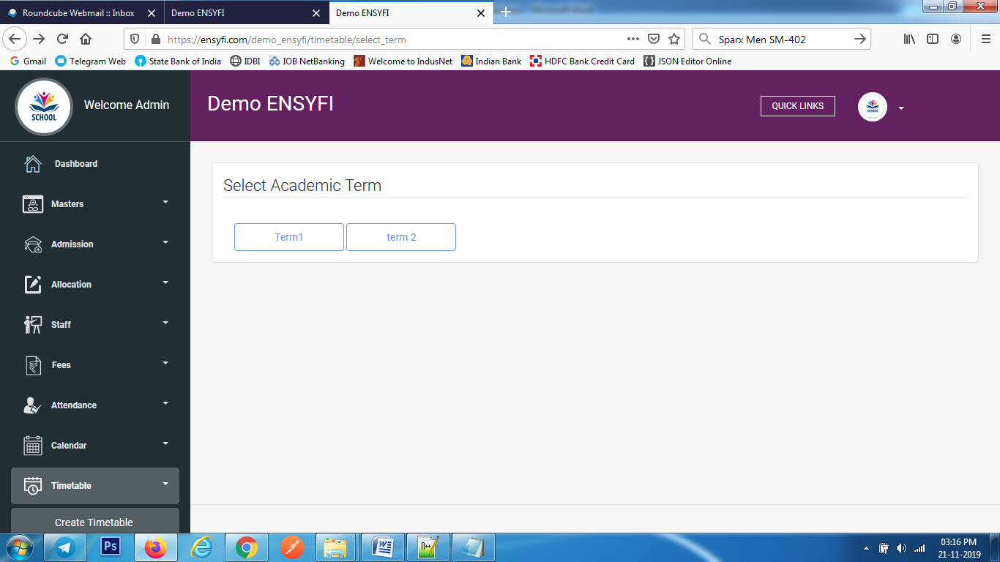 Roundcube Webmail :: Inbox
Demo ENSYFI
Demo ENSYFI
https://ensyfi.com/demo_ensyfi/timetable/select_term
Sparx Men SM-402
Gmail
Telegram Web
State Bank of India
IDBI
IOB NetBanking
Welcome to IndusNet
Indian Bank
HDFC Bank Credit Card
JSON Editor Online
SCHOOL
Welcome Admin
Demo ENSYFI
QUICK LINKS
SCHOOL
Dashboard
Masters
Admission
Allocation
Staff
Fees
Attendance
Calendar
Timetable
Create Timetable
Select Academic Term
Term1
term 2
Ps
03:16 PM
21-11-2019